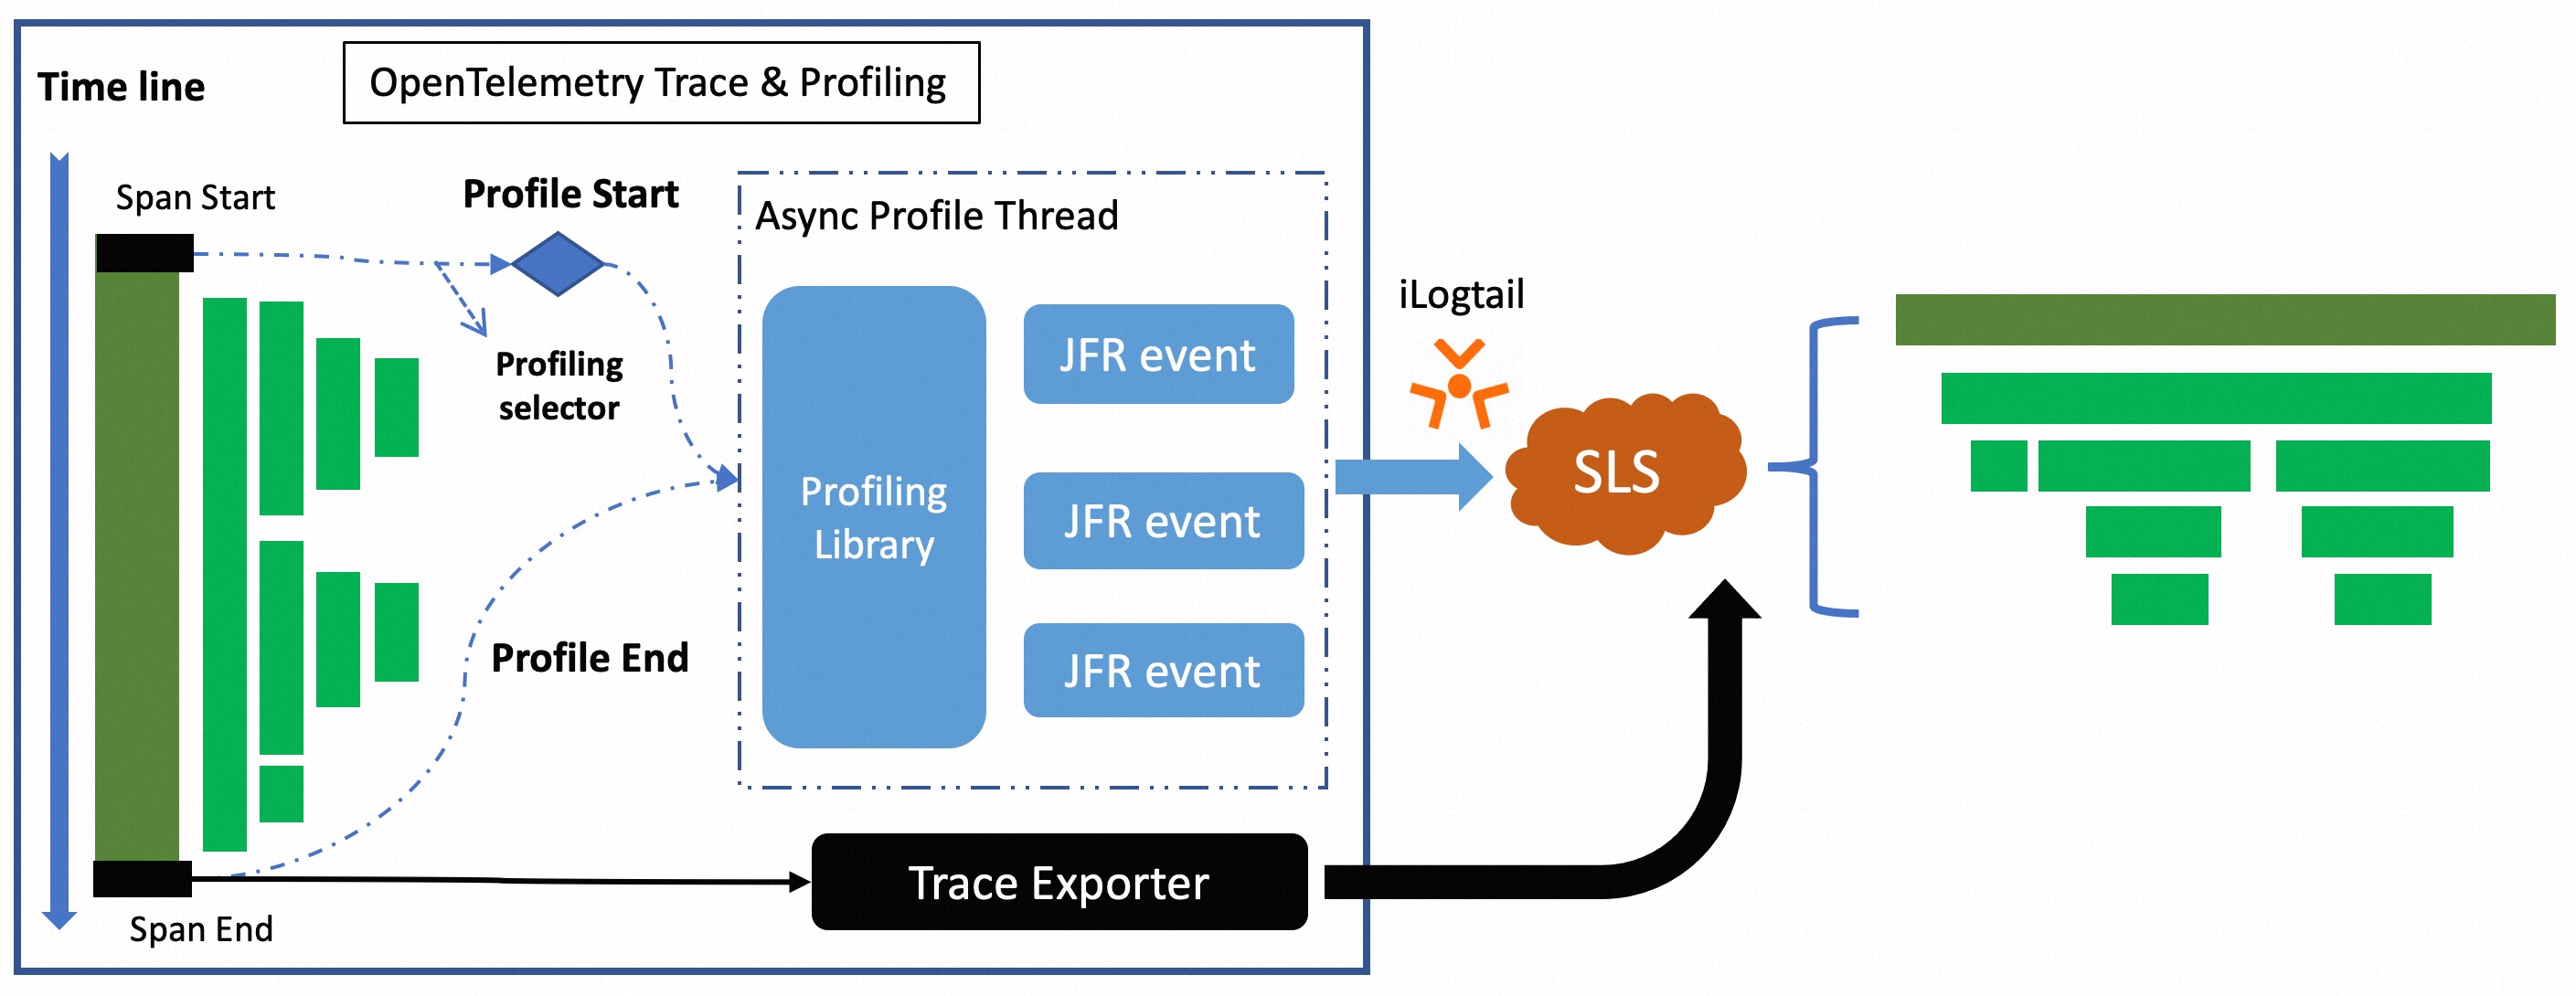 Time line
OpenTelemetry Trace & Profiling
Span Start
Profile Start
Profiling
selector
Async Profile Thread
Profiling
Library
JFR event
JFR event
JFR event
Profile End
Trace Exporter
Span End
iLogtail
SLS